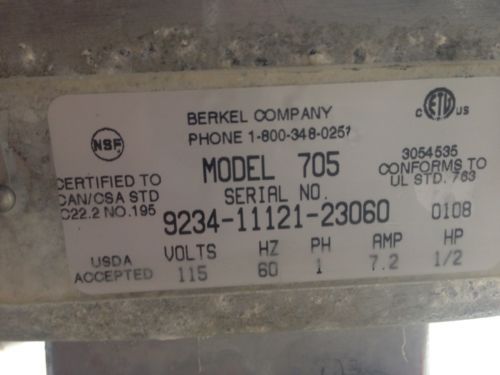 BERKEL COMPANY
PHONE 1-800-348-0251
NSF
C ETL US
MODEL 705
3054535
CERTIFIED TO
CAN/CSA STD
C22.2 NO.195
SERIAL NO.
CONFORMS TO
UL STD. 763
9234-11121-23060
0108
VOLTS HZ PH AMP HP
USDA
ACCEPTED
115 60 1 7.2 1/2